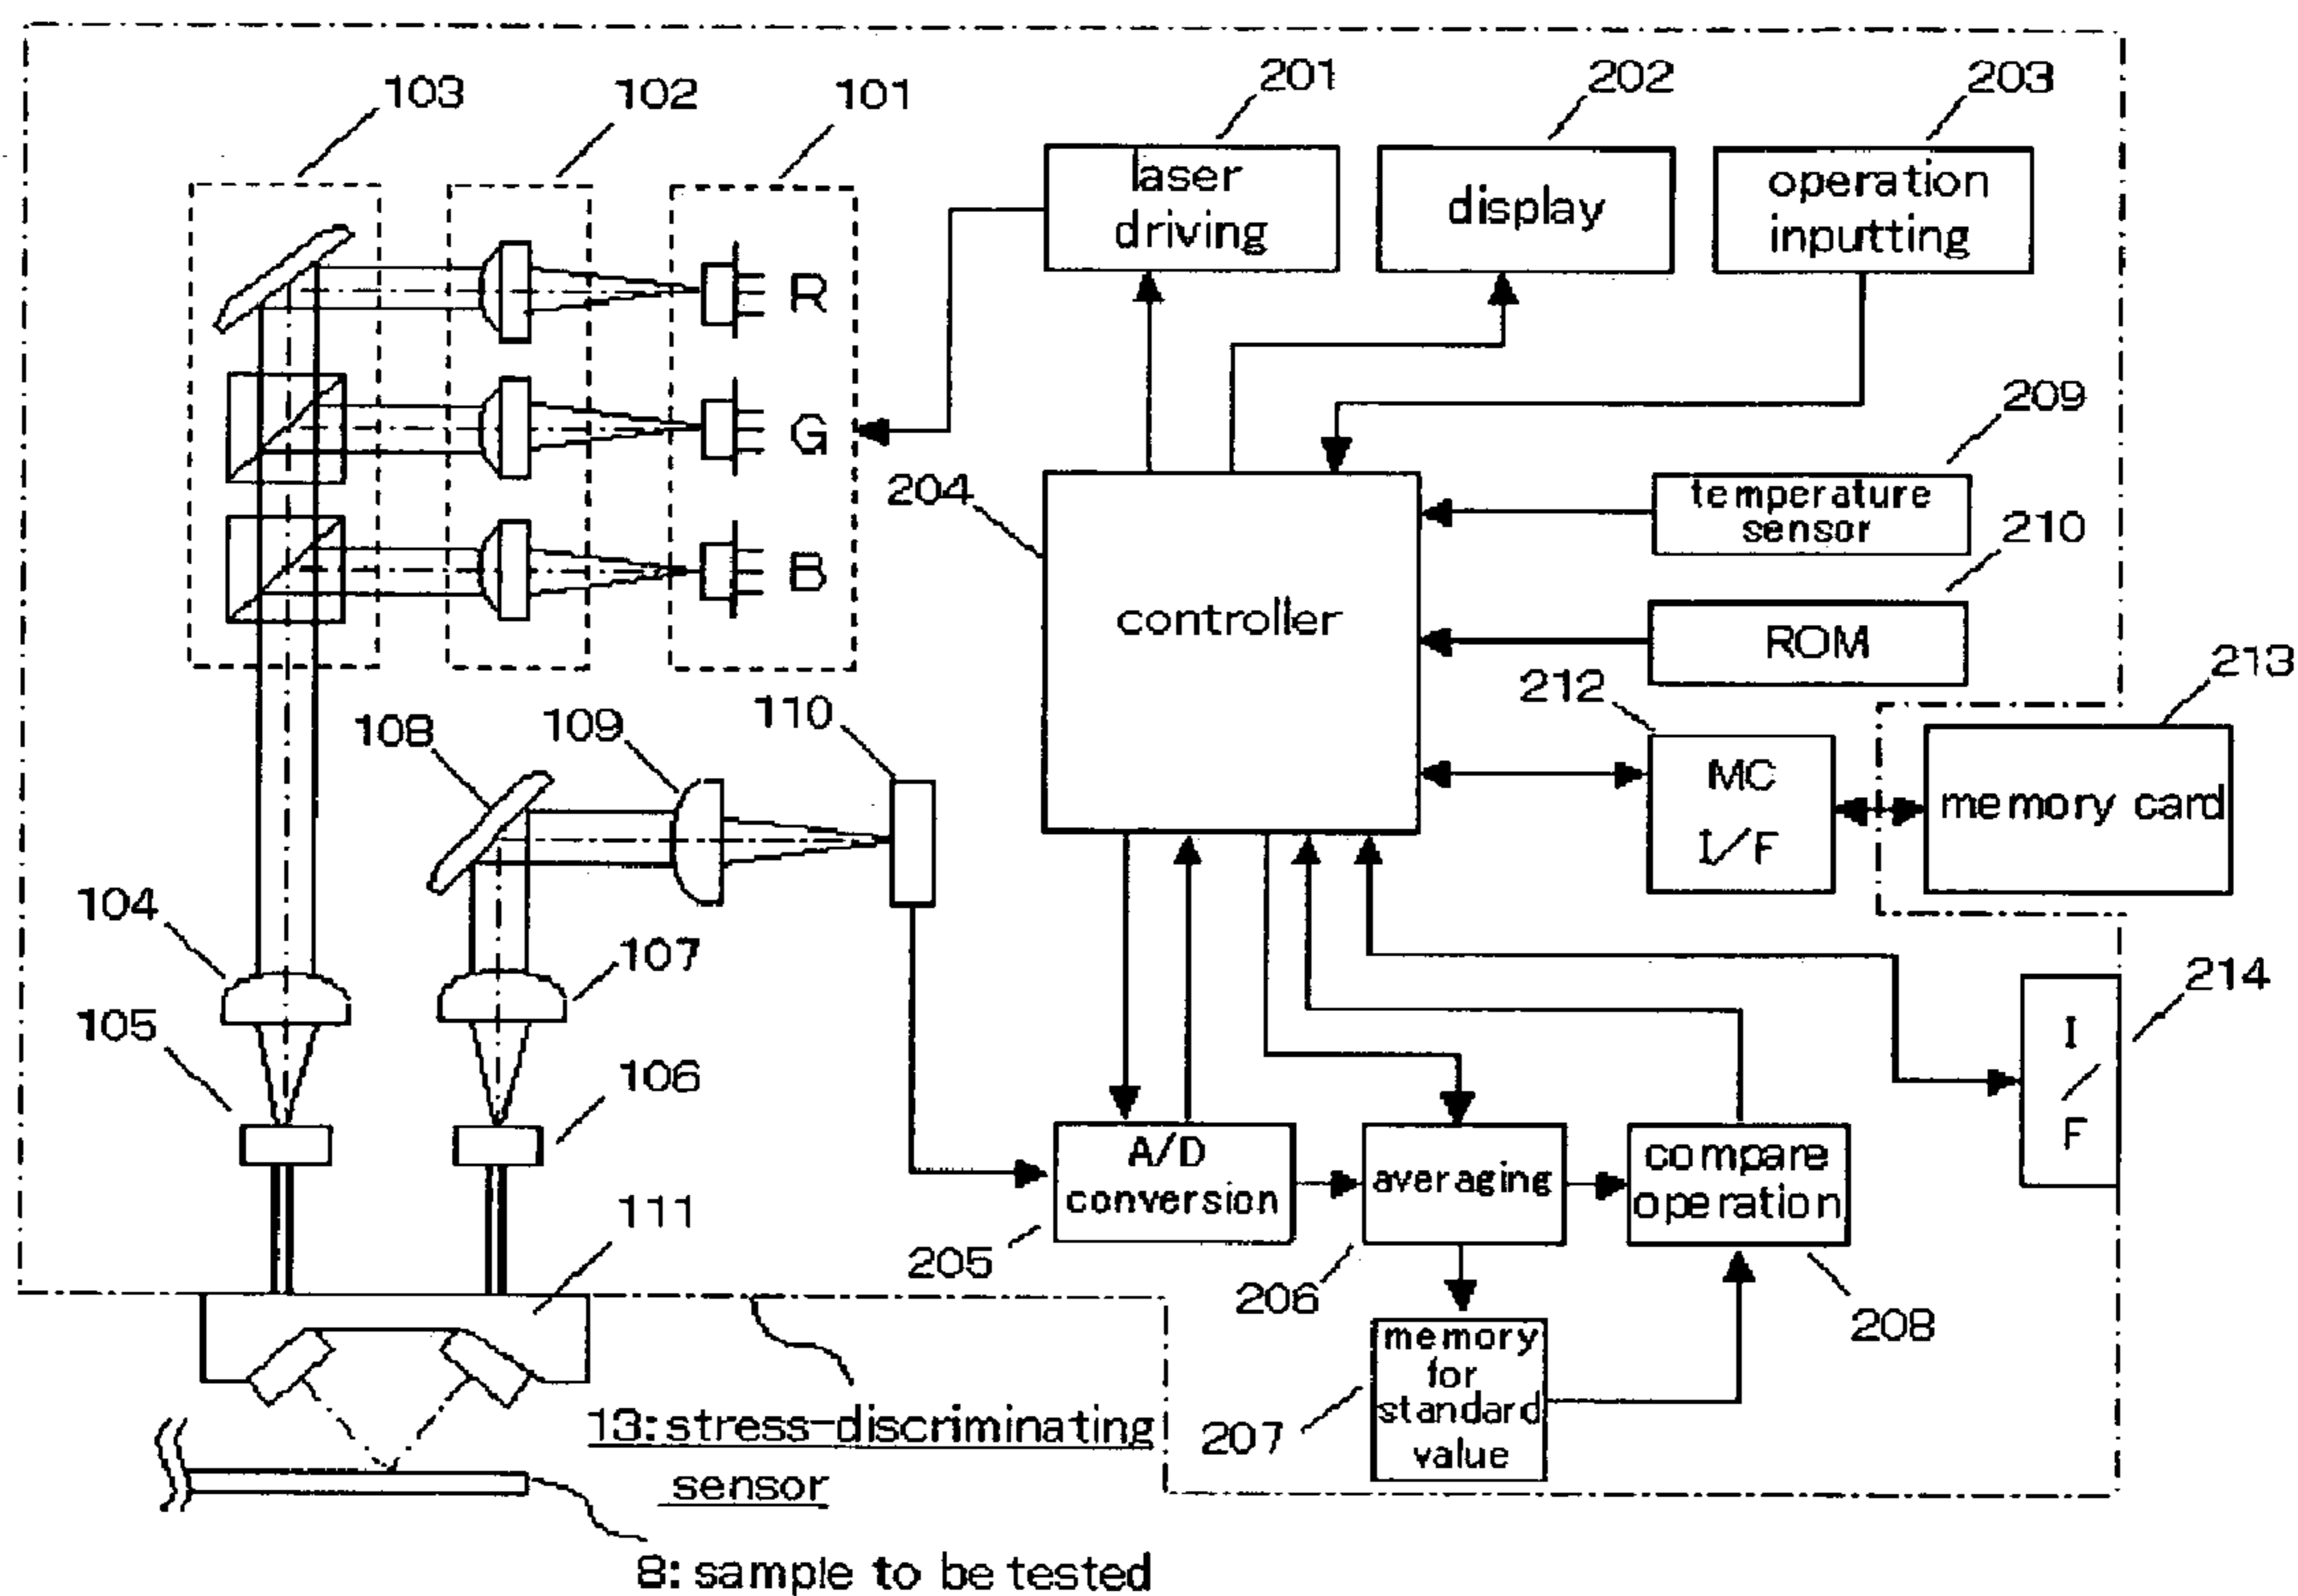 201
202
203
103
102
101
laser
driving
display
operation
inputting
R
G
B
209
204
temperature
sensor
210
controller
ROM
213
212
110
109
108
MC
I/F
memory card
104
107
105
106
214
I
/
F
A/D
conversion
averaging
compare
operation
111
205
206
208
memory
for
standard
value
207
13: stress-discriminating
sensor
8: sample to be tested